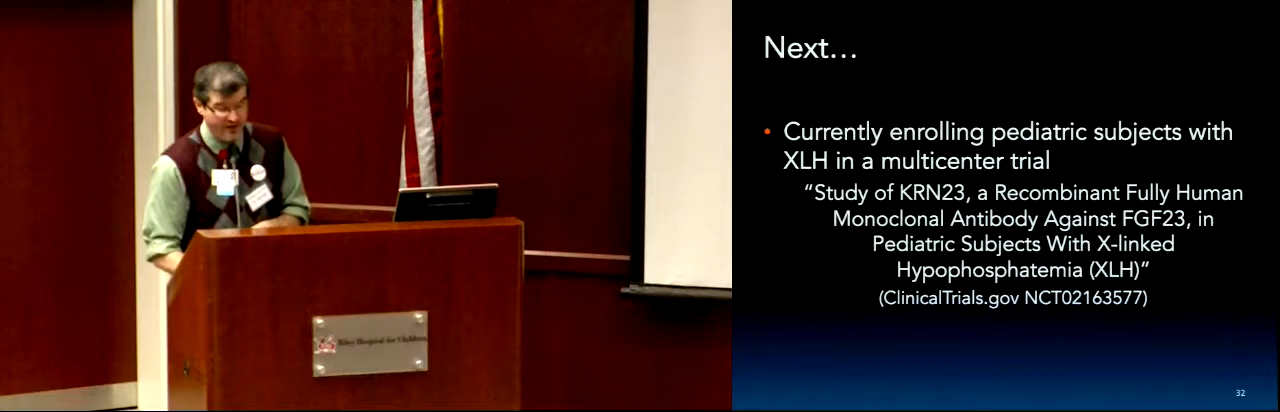 Riley Hospital for Children
Next...
• Currently enrolling pediatric subjects with
XLH in a multicenter trial
"Study of KRN23, a Recombinant Fully Human
Monoclonal Antibody Against FGF23, in
Pediatric Subjects With X-linked
Hypophosphatemia (XLH)"
(ClinicalTrials.gov NCT02163577)
32